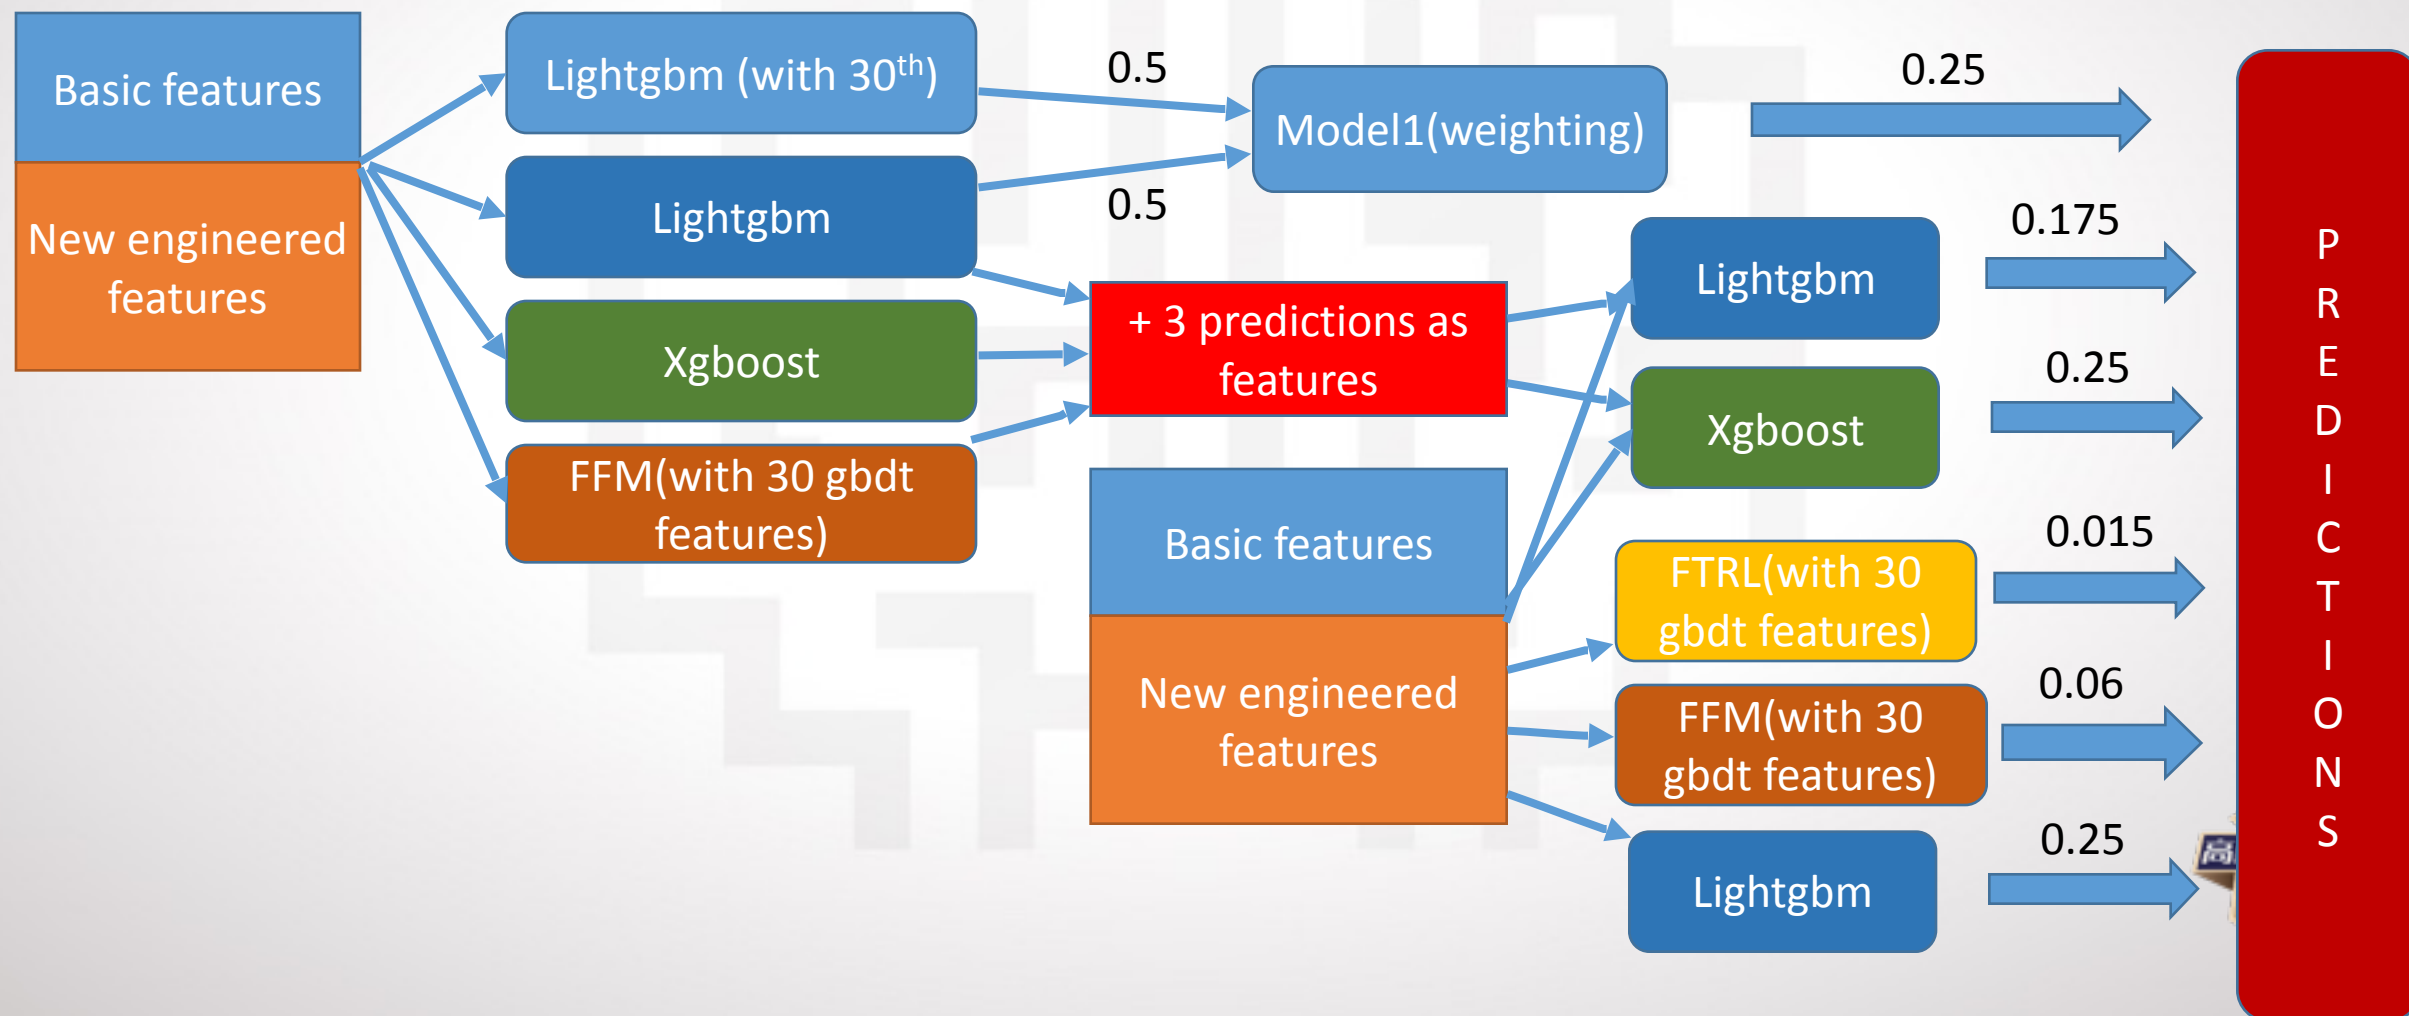 Basic features
New engineered
features
Lightgbm (with 30th)
Lightgbm
Xgboost
FFM(with 30 gbdt
features)
0.5
0.5
Model1(weighting)
+ 3 predictions as
features
Basic features
New engineered
features
Lightgbm
Xgboost
FTRL(with 30
gbdt features)
FFM(with 30
gbdt features)
Lightgbm
0.25
0.175
0.25
0.015
0.06
0.25
P
R
E
D
I
C
T
I
O
N
S